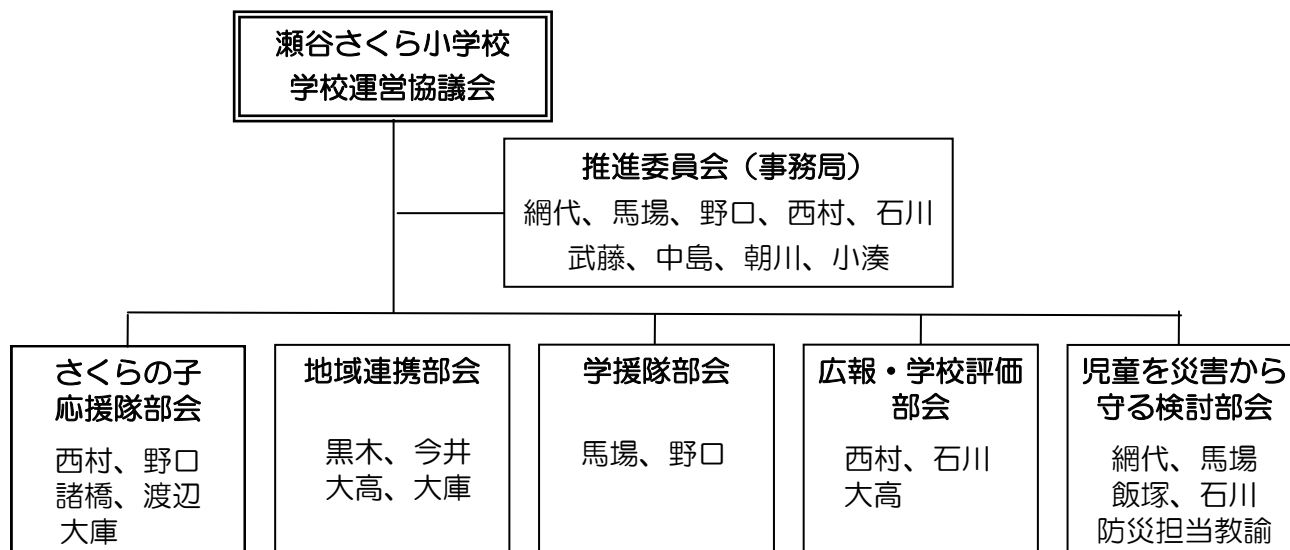 瀬谷さくら小学校
学校運営協議会
推進委員会（事務局）
網代、馬場、野口、西村、石川
武藤、中島、朝川、小湊
さくらの子
応援隊部会
西村、野口
諸橋、渡辺
大庫
地域連携部会
黒木、今井
大高、大庫
学援隊部会
馬場、野口
広報・学校評価
部会
西村、石川
大高
児童を災害から
守る検討部会
網代、馬場
飯塚、石川
防災担当教諭